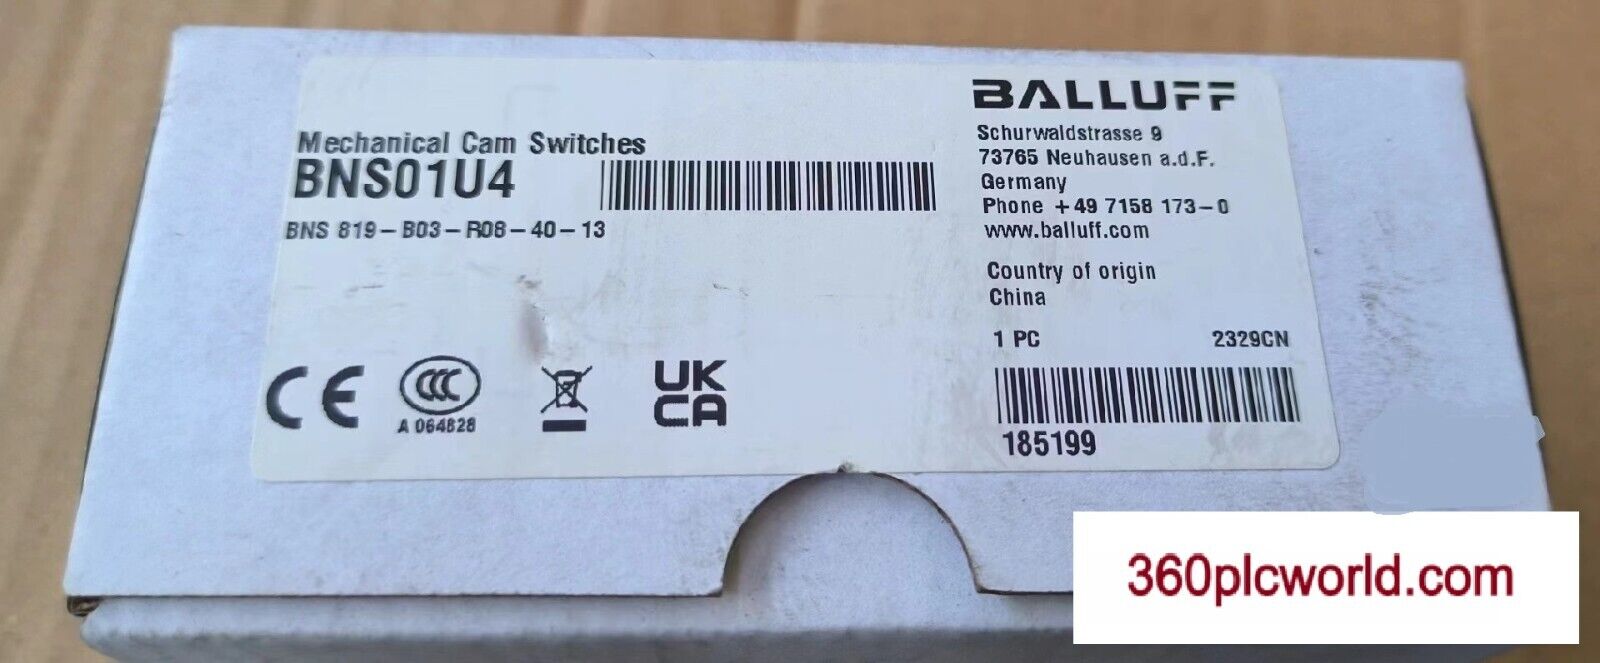 Mechanical Cam Switches
BNS01U4
BNS 819-B03-R08-40-13
CE
CCC
A 064828
UK
CA
BALLUFF
Schurwaldstrasse 9
73765 Neuhausen a.d.F.
Germany
Phone +49 7158 173-0
www.balluff.com
Country of origin
China
1 PC 2329CN
185199
360plcworld.com